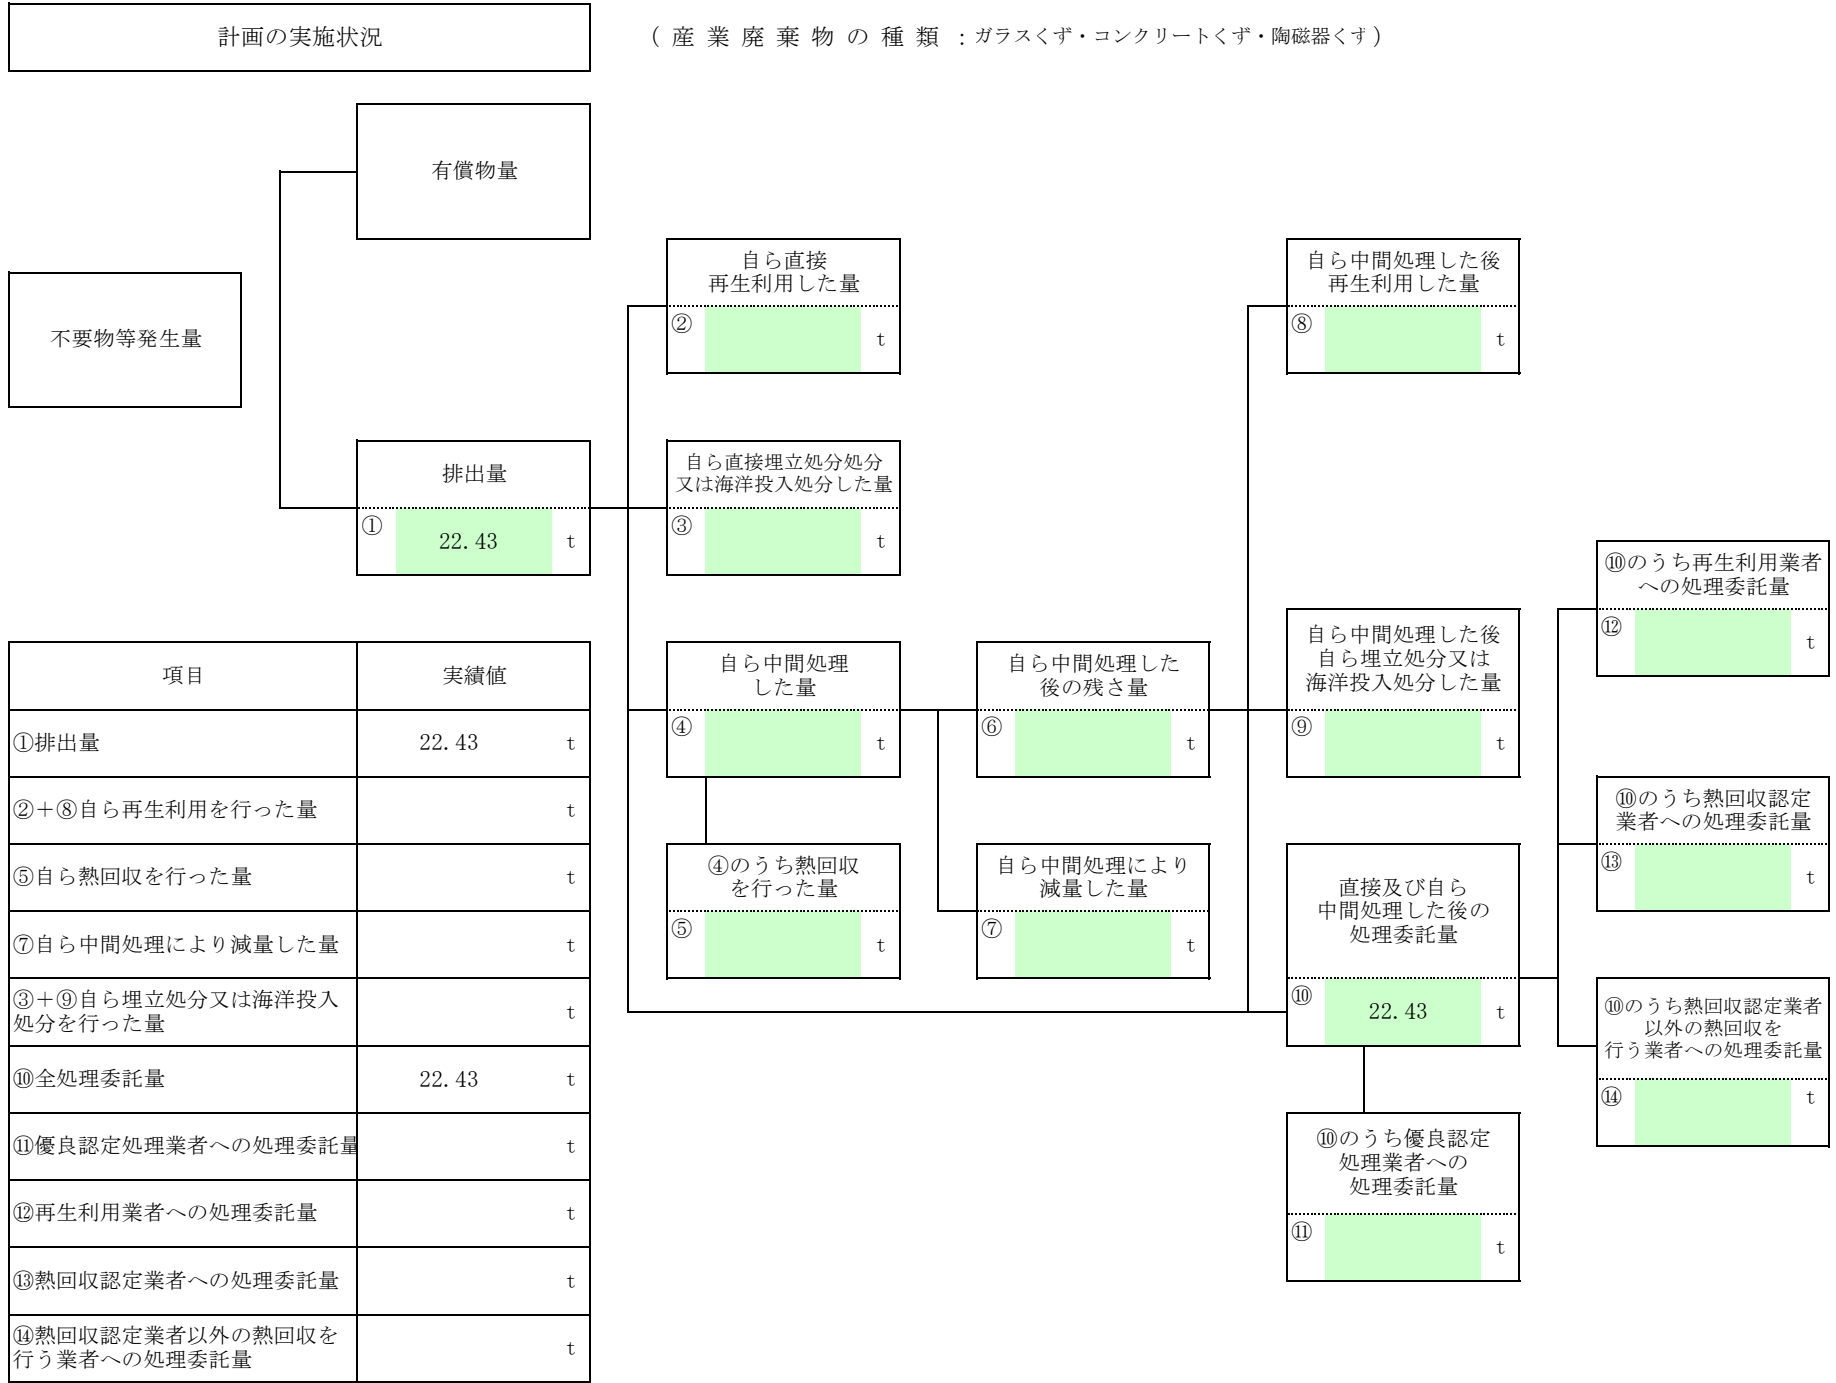 計画の実施状況
（産業廃棄物の種類：ガラスくず・コンクリートくず・陶磁器くず）
有償物量
不要物等発生量
排出量
① 22.43 t
自ら直接
再生利用した量
② t
自ら直接埋立処分処分
又は海洋投入処分した量
③ t
自ら中間処理
した量
④ t
④のうち熱回収
を行った量
⑤ t
自ら中間処理した
後の残さ量
⑥ t
自ら中間処理により
減量した量
⑦ t
自ら中間処理した後
再生利用した量
⑧ t
自ら中間処理した後
自ら埋立処分又は
海洋投入処分した量
⑨ t
直接及び自ら
中間処理した後の
処理委託量
⑩ 22.43 t
⑩のうち優良認定
処理業者への
処理委託量
⑪ t
⑩のうち再生利用業者
への処理委託量
⑫ t
⑩のうち熱回収認定
業者への処理委託量
⑬ t
⑩のうち熱回収認定業者
以外の熱回収を
行う業者への処理委託量
⑭ t
項目 実績値
①排出量 22.43 t
②＋⑧自ら再生利用を行った量 t
⑤自ら熱回収を行った量 t
⑦自ら中間処理により減量した量 t
③＋⑨自ら埋立処分又は海洋投入
処分を行った量 t
⑩全処理委託量 22.43 t
⑪優良認定処理業者への処理委託量 t
⑫再生利用業者への処理委託量 t
⑬熱回収認定業者への処理委託量 t
⑭熱回収認定業者以外の熱回収を
行う業者への処理委託量 t